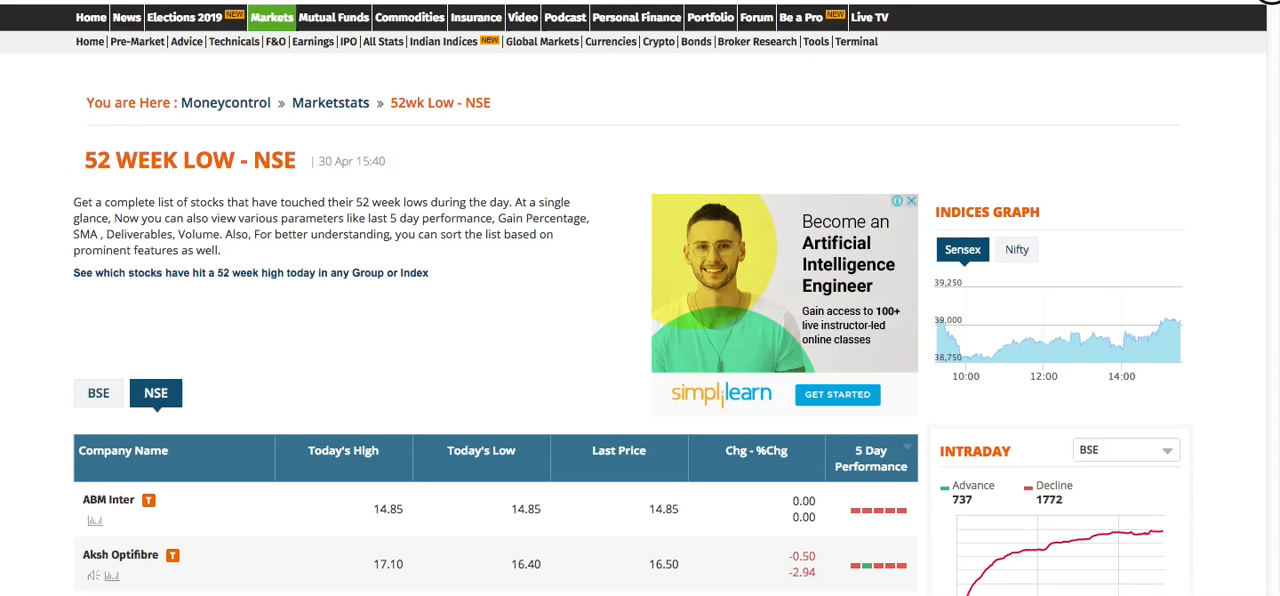 Home News Elections 2019 NEW Markets Mutual Funds Commodities Insurance Video Podcast Personal Finance Portfolio Forum Be a Pro NEW Live TV
Home | Pre-Market | Advice | Technicals | F&O | Earnings | IPO | All Stats | Indian Indices NEW | Global Markets | Currencies | Crypto | Bonds | Broker Research | Tools | Terminal
You are Here : Moneycontrol » Marketstats » 52wk Low - NSE
52 WEEK LOW - NSE | 30 Apr 15:40
Get a complete list of stocks that have touched their 52 week lows during the day. At a single
glance, Now you can also view various parameters like last 5 day performance, Gain Percentage,
SMA , Deliverables, Volume. Also, For better understanding, you can sort the list based on
prominent features as well.
See which stocks have hit a 52 week high today in any Group or Index
Become an
Artificial
Intelligence
Engineer
Gain access to 100+
live instructor-led
online classes
simplilearn GET STARTED
INDICES GRAPH
Sensex Nifty
39,250
39,000
38,750
10:00 12:00 14:00
BSE NSE
Company Name Today's High Today's Low Last Price Chg - %Chg 5 Day
Performance
ABM Inter T 14.85 14.85 14.85 0.00
0.00
Aksh Optifibre T 17.10 16.40 16.50 -0.50
-2.94
INTRADAY BSE
Advance Decline
737 1772